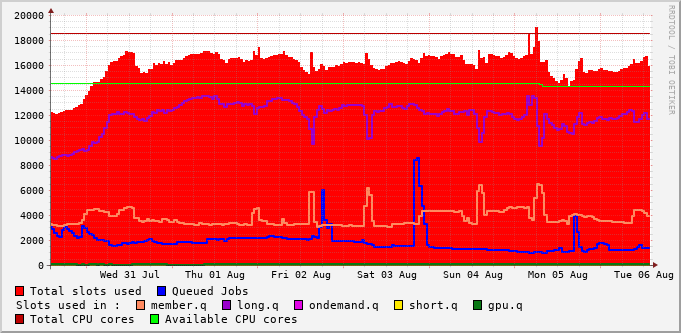 20000
18000
16000
14000
12000
10000
8000
6000
4000
2000
0
Wed 31 Jul Thu 01 Aug Fri 02 Aug Sat 03 Aug Sun 04 Aug Mon 05 Aug Tue 06 Aug
RRDTOOL / TOBI OETIKER
Total slots used Queued Jobs
Slots used in : member.q long.q ondemand.q short.q gpu.q
Total CPU cores Available CPU cores